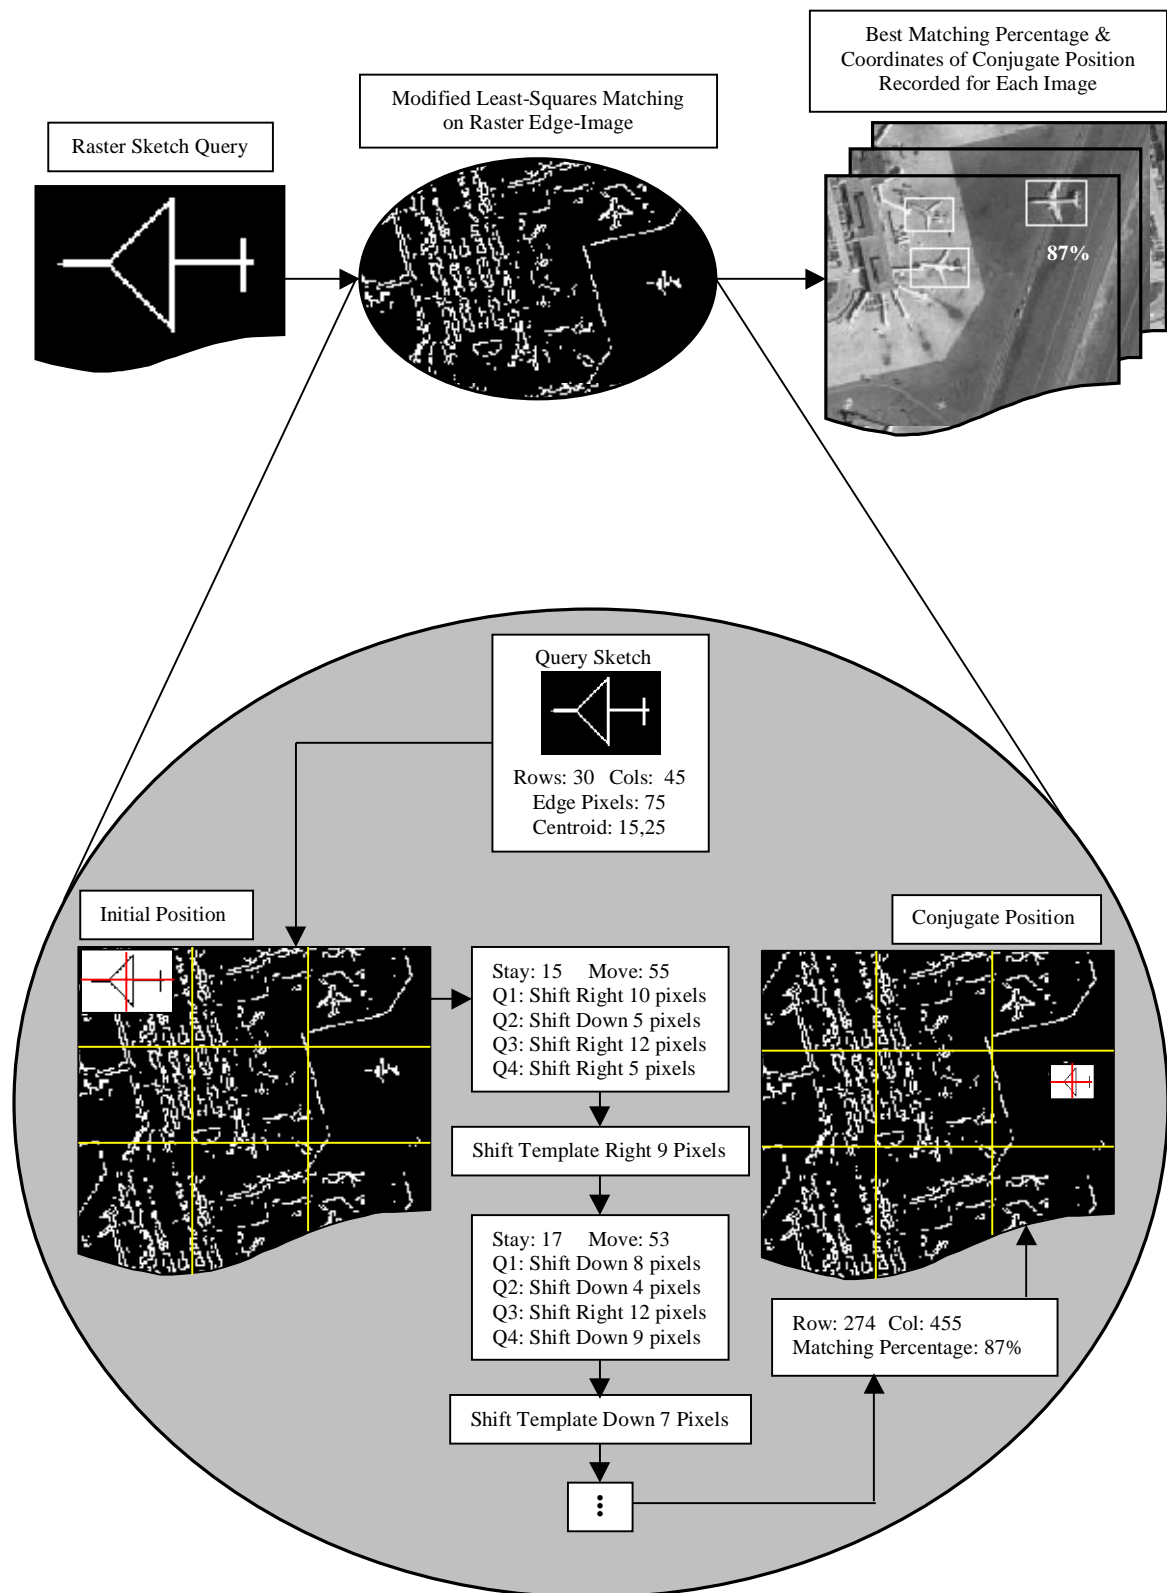 Best Matching Percentage &
Coordinates of Conjugate Position
Recorded for Each Image
Modified Least-Squares Matching
on Raster Edge-Image
Raster Sketch Query
87%
Query Sketch
Rows: 30 Cols: 45
Edge Pixels: 75
Centroid: 15,25
Initial Position
Conjugate Position
Stay: 15 Move: 55
Q1: Shift Right 10 pixels
Q2: Shift Down 5 pixels
Q3: Shift Right 12 pixels
Q4: Shift Right 5 pixels
Shift Template Right 9 Pixels
Stay: 17 Move: 53
Q1: Shift Down 8 pixels
Q2: Shift Down 4 pixels
Q3: Shift Right 12 pixels
Q4: Shift Down 9 pixels
Row: 274 Col: 455
Matching Percentage: 87%
Shift Template Down 7 Pixels